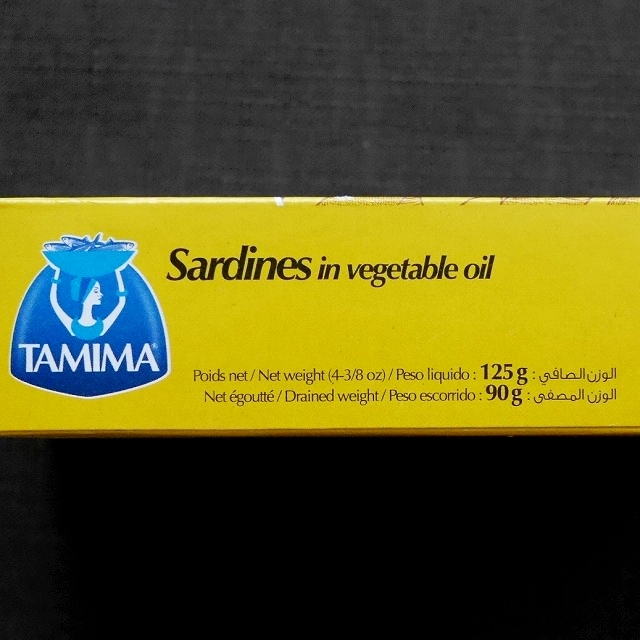 Sardines in vegetable oil
TAMIMA
Poids net / Net weight (4-3/8 oz) / Peso liquido : 125 g : الوزن الصافي
Net égoutté / Drained weight / Peso escorrido : 90 g : الوزن المصفى